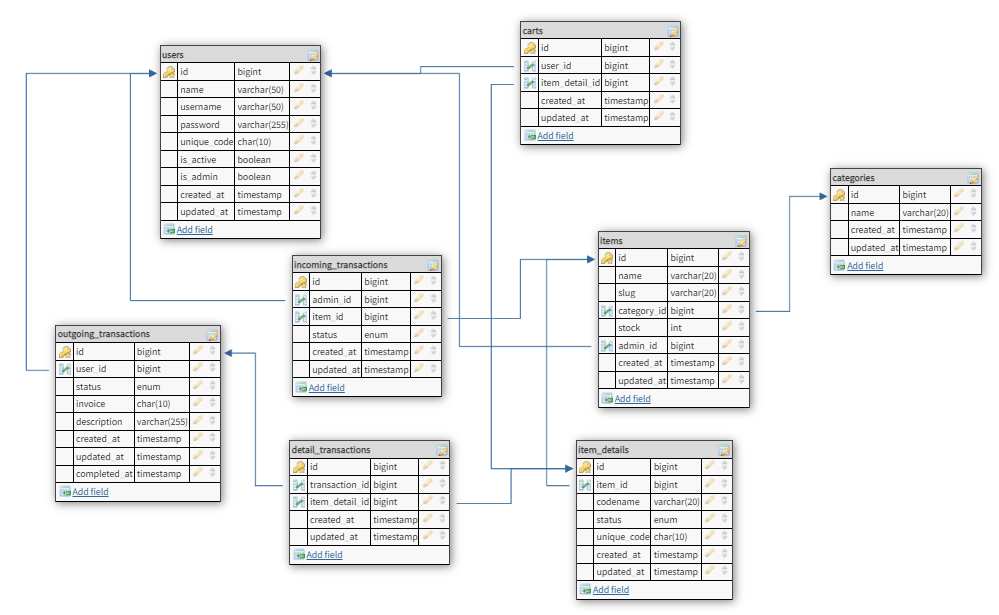 users
id bigint
name varchar(50)
username varchar(50)
password varchar(255)
unique_code char(10)
is_active boolean
is_admin boolean
created_at timestamp
updated_at timestamp
Add field
carts
id bigint
user_id bigint
item_detail_id bigint
created_at timestamp
updated_at timestamp
Add field
categories
id bigint
name varchar(20)
created_at timestamp
updated_at timestamp
Add field
items
id bigint
name varchar(20)
slug varchar(20)
category_id bigint
stock int
admin_id bigint
created_at timestamp
updated_at timestamp
Add field
incoming_transactions
id bigint
admin_id bigint
item_id bigint
status enum
created_at timestamp
updated_at timestamp
Add field
outgoing_transactions
id bigint
user_id bigint
status enum
invoice char(10)
description varchar(255)
created_at timestamp
updated_at timestamp
completed_at timestamp
Add field
detail_transactions
id bigint
transaction_id bigint
item_detail_id bigint
created_at timestamp
updated_at timestamp
Add field
item_details
id bigint
item_id bigint
codename varchar(20)
status enum
unique_code char(10)
created_at timestamp
updated_at timestamp
Add field